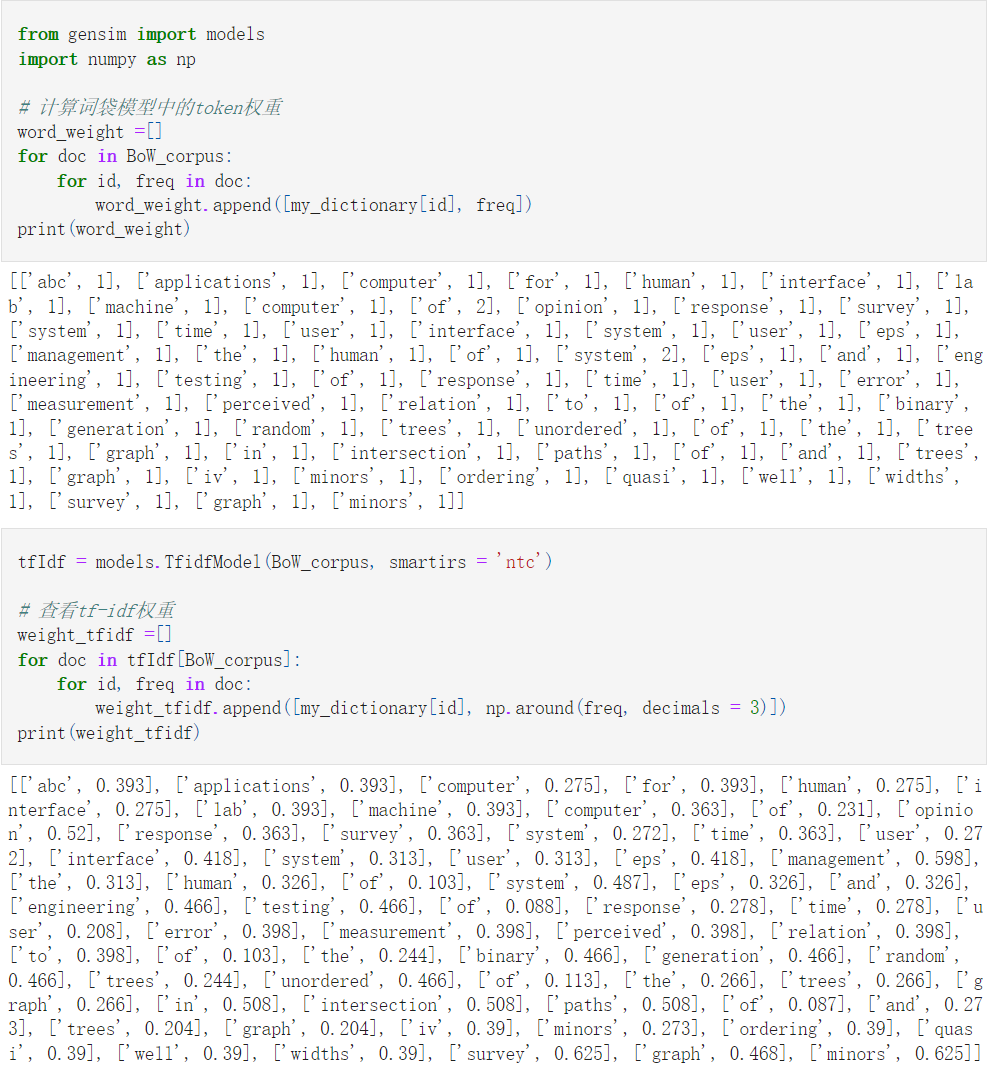 from gensim import models
import numpy as np
# 计算词袋模型中的token权重
word_weight =[]
for doc in BoW_corpus:
    for id, freq in doc:
        word_weight.append([my_dictionary[id], freq])
print(word_weight)
[['abc', 1], ['applications', 1], ['computer', 1], ['for', 1], ['human', 1], ['interface', 1], ['la
b', 1], ['machine', 1], ['computer', 1], ['of', 2], ['opinion', 1], ['response', 1], ['survey', 1],
['system', 1], ['time', 1], ['user', 1], ['interface', 1], ['system', 1], ['user', 1], ['eps', 1],
['management', 1], ['the', 1], ['human', 1], ['of', 1], ['system', 2], ['eps', 1], ['and', 1], ['eng
ineering', 1], ['testing', 1], ['of', 1], ['response', 1], ['time', 1], ['user', 1], ['error', 1],
['measurement', 1], ['perceived', 1], ['relation', 1], ['to', 1], ['of', 1], ['the', 1], ['binary',
1], ['generation', 1], ['random', 1], ['trees', 1], ['unordered', 1], ['of', 1], ['the', 1], ['tree
s', 1], ['graph', 1], ['in', 1], ['intersection', 1], ['paths', 1], ['of', 1], ['and', 1], ['trees',
1], ['graph', 1], ['iv', 1], ['minors', 1], ['ordering', 1], ['quasi', 1], ['well', 1], ['widths',
1], ['survey', 1], ['graph', 1], ['minors', 1]]
tfIdf = models.TfidfModel(BoW_corpus, smartirs = 'ntc')
# 查看tf-idf权重
weight_tfidf =[]
for doc in tfIdf[BoW_corpus]:
    for id, freq in doc:
        weight_tfidf.append([my_dictionary[id], np.around(freq, decimals = 3)])
print(weight_tfidf)
[['abc', 0.393], ['applications', 0.393], ['computer', 0.275], ['for', 0.393], ['human', 0.275], ['i
nterface', 0.275], ['lab', 0.393], ['machine', 0.393], ['computer', 0.363], ['of', 0.231], ['opinio
n', 0.52], ['response', 0.363], ['survey', 0.363], ['system', 0.272], ['time', 0.363], ['user', 0.27
2], ['interface', 0.418], ['system', 0.313], ['user', 0.313], ['eps', 0.418], ['management', 0.598],
['the', 0.313], ['human', 0.326], ['of', 0.103], ['system', 0.487], ['eps', 0.326], ['and', 0.326],
['engineering', 0.466], ['testing', 0.466], ['of', 0.088], ['response', 0.278], ['time', 0.278], ['u
ser', 0.208], ['error', 0.398], ['measurement', 0.398], ['perceived', 0.398], ['relation', 0.398],
['to', 0.398], ['of', 0.103], ['the', 0.244], ['binary', 0.466], ['generation', 0.466], ['random',
0.466], ['trees', 0.244], ['unordered', 0.466], ['of', 0.113], ['the', 0.266], ['trees', 0.266], ['g
raph', 0.266], ['in', 0.508], ['intersection', 0.508], ['paths', 0.508], ['of', 0.087], ['and', 0.27
3], ['trees', 0.204], ['graph', 0.204], ['iv', 0.39], ['minors', 0.273], ['ordering', 0.39], ['quas
i', 0.39], ['well', 0.39], ['widths', 0.39], ['survey', 0.625], ['graph', 0.468], ['minors', 0.625]]